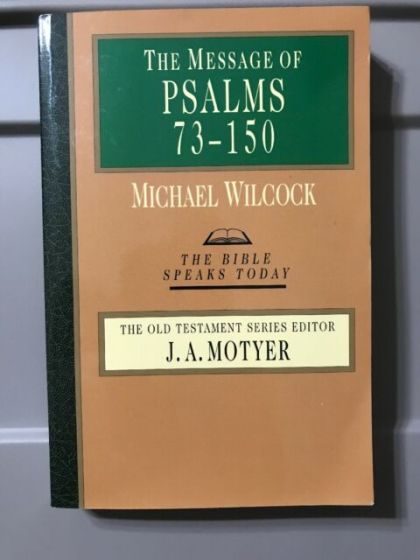 THE MESSAGE OF
PSALMS
73–150
MICHAEL WILCOCK
THE BIBLE
SPEAKS TODAY
THE OLD TESTAMENT SERIES EDITOR
J. A. MOTYER